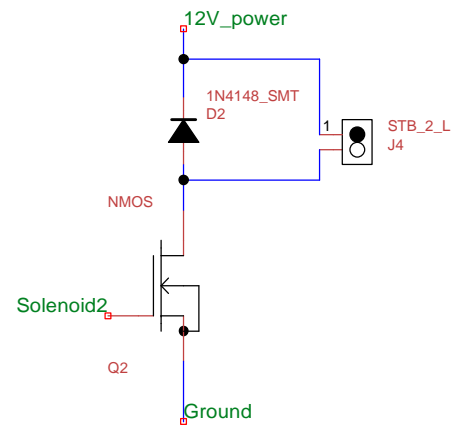 12V_power
1N4148_SMT
D2
1
STB_2_L
J4
NMOS
Solenoid2
Q2
Ground